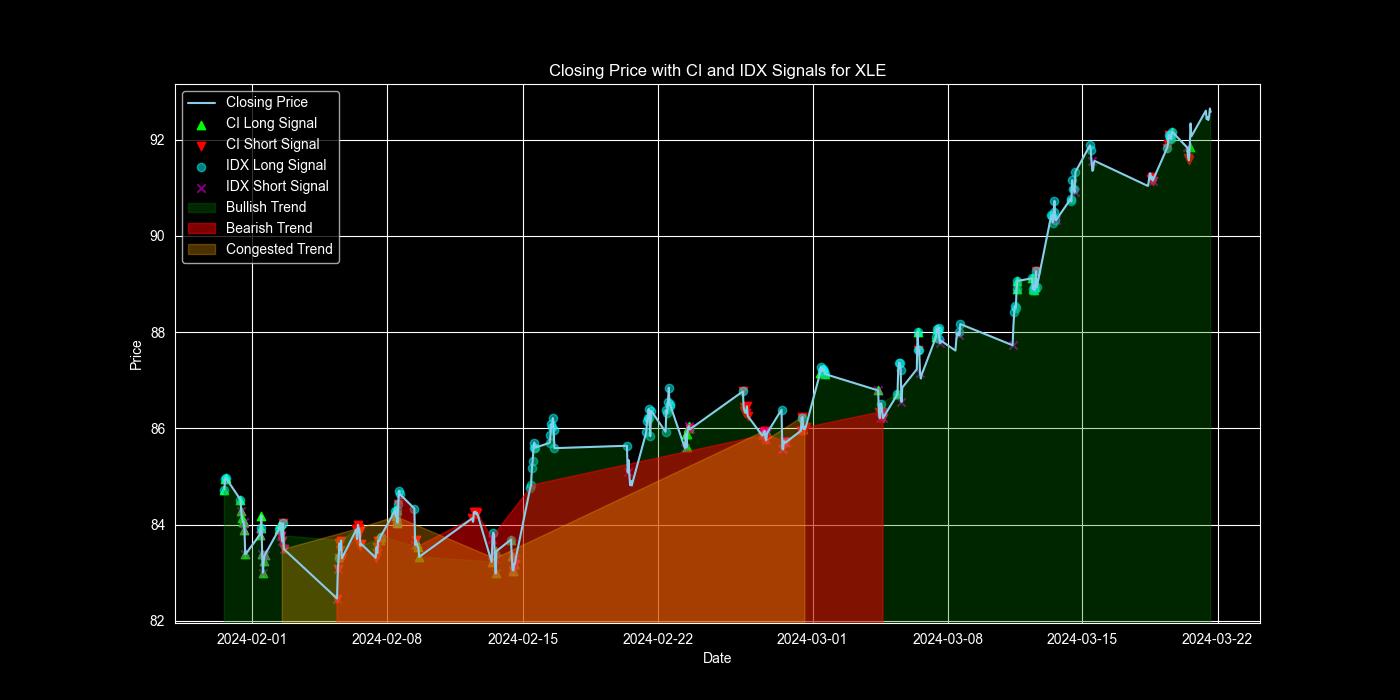 Closing Price with CI and IDX Signals for XLE
Closing Price
CI Long Signal
CI Short Signal
IDX Long Signal
IDX Short Signal
Bullish Trend
Bearish Trend
Congested Trend
92
90
88
86
84
82
Price
2024-02-01 2024-02-08 2024-02-15 2024-02-22 2024-03-01 2024-03-08 2024-03-15 2024-03-22
Date